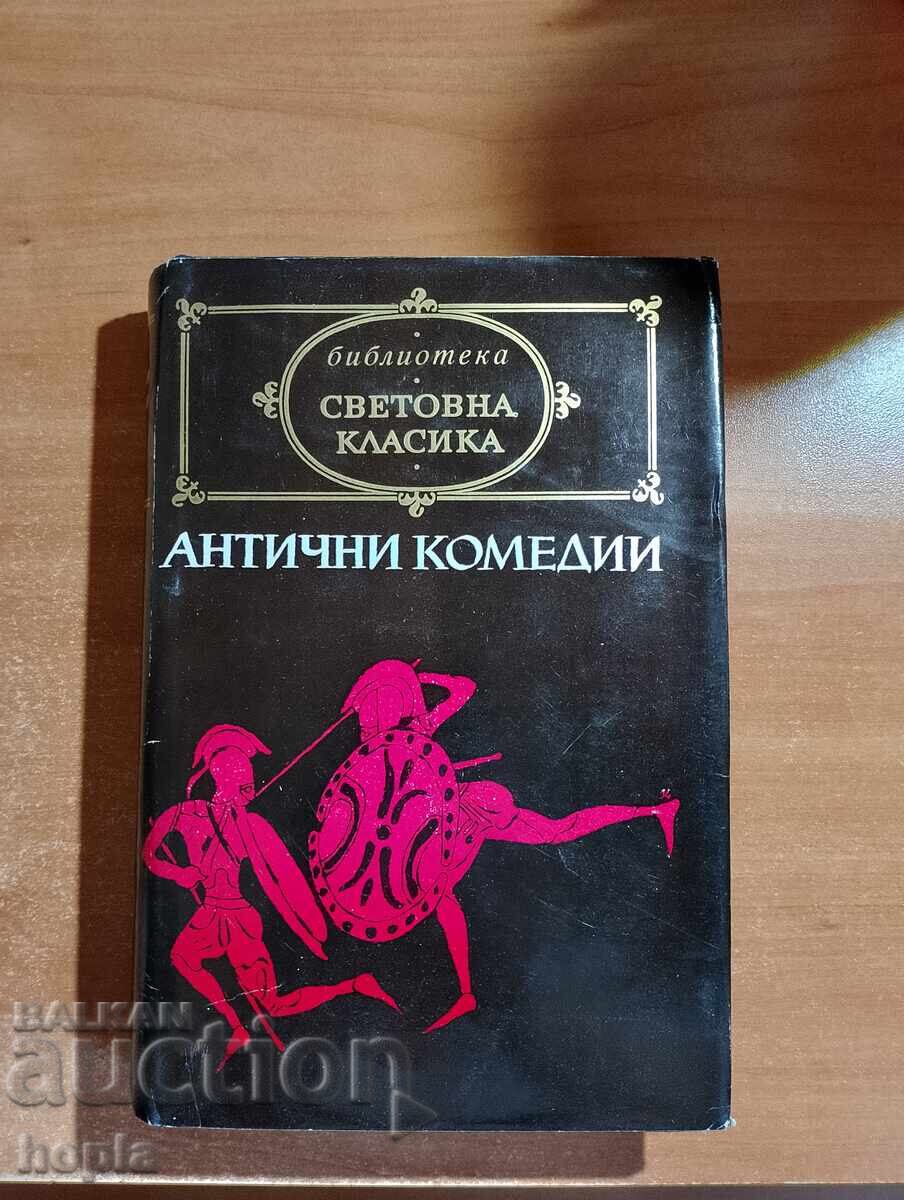 библиотека
СВЕТОВНА
КЛАСИКА
АНТИЧНИ КОМЕДИИ
BALKAN
auction
hopla